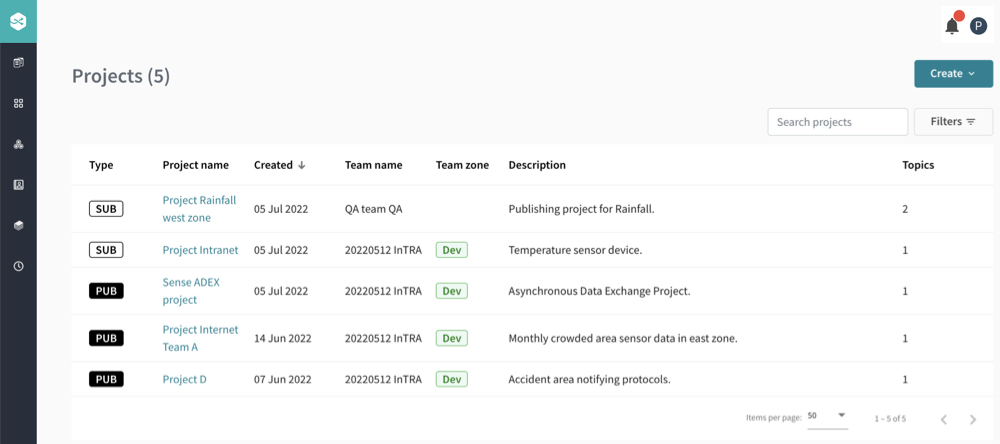 P
Projects (5)
Create
Search projects
Filters
Type Project name Created Team name Team zone Description Topics
SUB Project Rainfall west zone 05 Jul 2022 QA team QA Publishing project for Rainfall. 2
SUB Project Intranet 05 Jul 2022 20220512 InTRA Dev Temperature sensor device. 1
PUB Sense ADEX project 05 Jul 2022 20220512 InTRA Dev Asynchronous Data Exchange Project. 1
PUB Project Internet Team A 14 Jun 2022 20220512 InTRA Dev Monthly crowded area sensor data in east zone. 1
PUB Project D 07 Jun 2022 20220512 InTRA Dev Accident area notifying protocols. 1
Items per page: 50 1 – 5 of 5